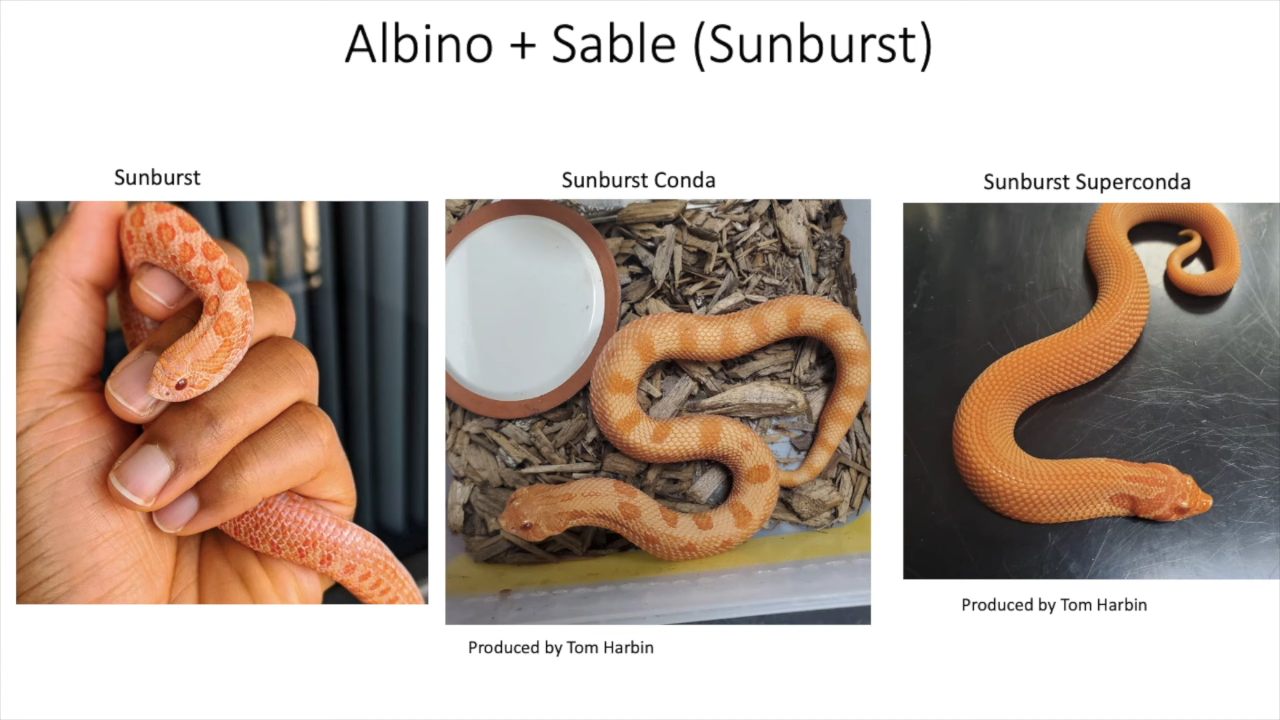 Albino + Sable (Sunburst)
Sunburst
Sunburst Conda
Sunburst Superconda
Produced by Tom Harbin
Produced by Tom Harbin